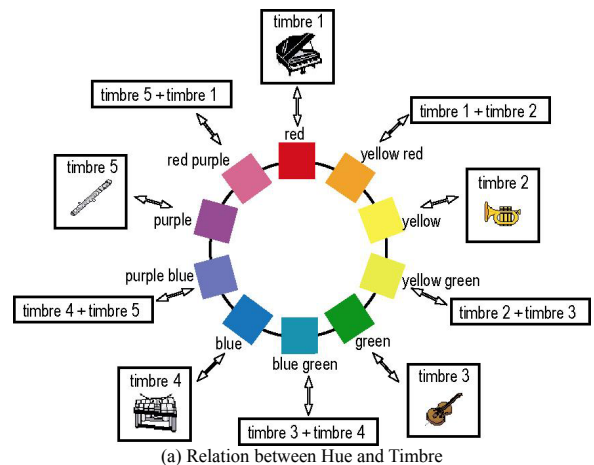 timbre 1
timbre 5 + timbre 1
timbre 1 + timbre 2
red
red purple
yellow red
timbre 5
timbre 2
purple
yellow
purple blue
yellow green
timbre 4 + timbre 5
timbre 2 + timbre 3
blue
green
blue green
timbre 4
timbre 3
timbre 3 + timbre 4
(a) Relation between Hue and Timbre